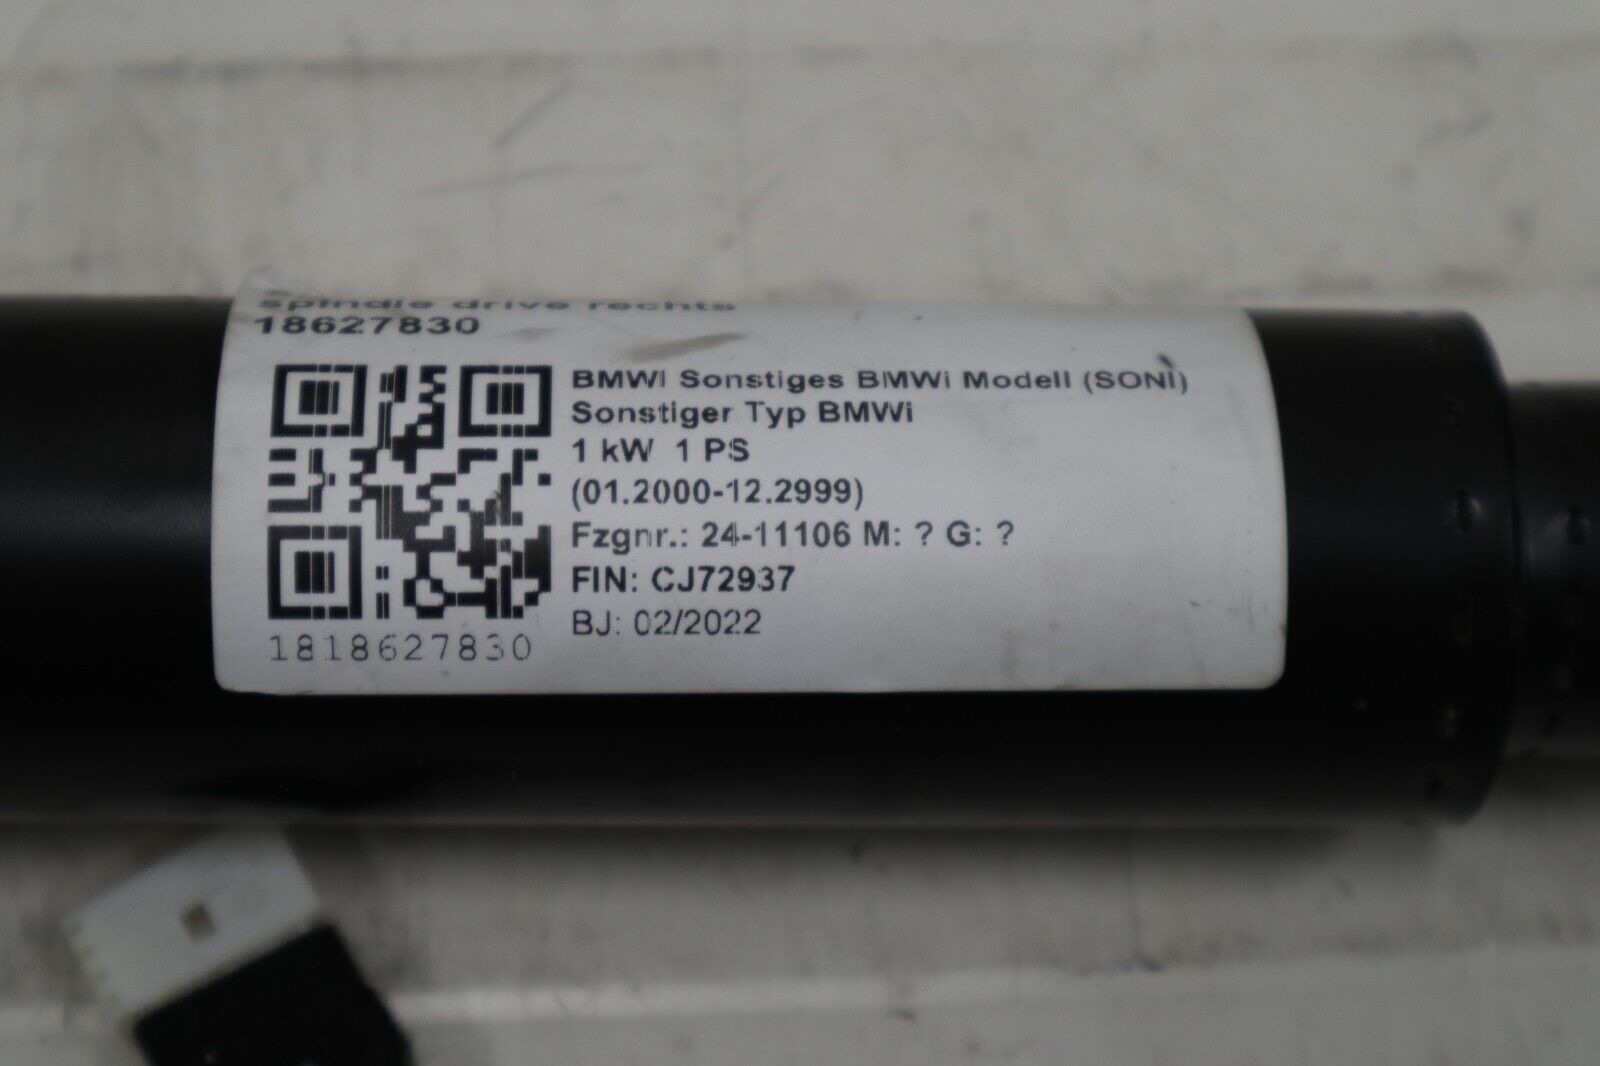 spindle drive rechts
18627830
BMWI Sonstiges BMWi Modell (SONI)
Sonstiger Typ BMWi
1 kW 1 PS
(01.2000-12.2999)
Fzgnr.: 24-11106 M: ? G: ?
FIN: CJ72937
BJ: 02/2022
1818627830